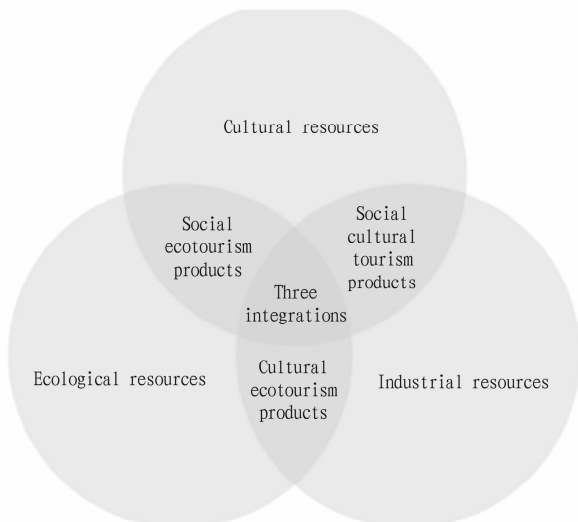 Cultural resources
Social
ecotourism
products
Social
cultural
tourism
products
Three
integrations
Ecological resources
Cultural
ecotourism
products
Industrial resources